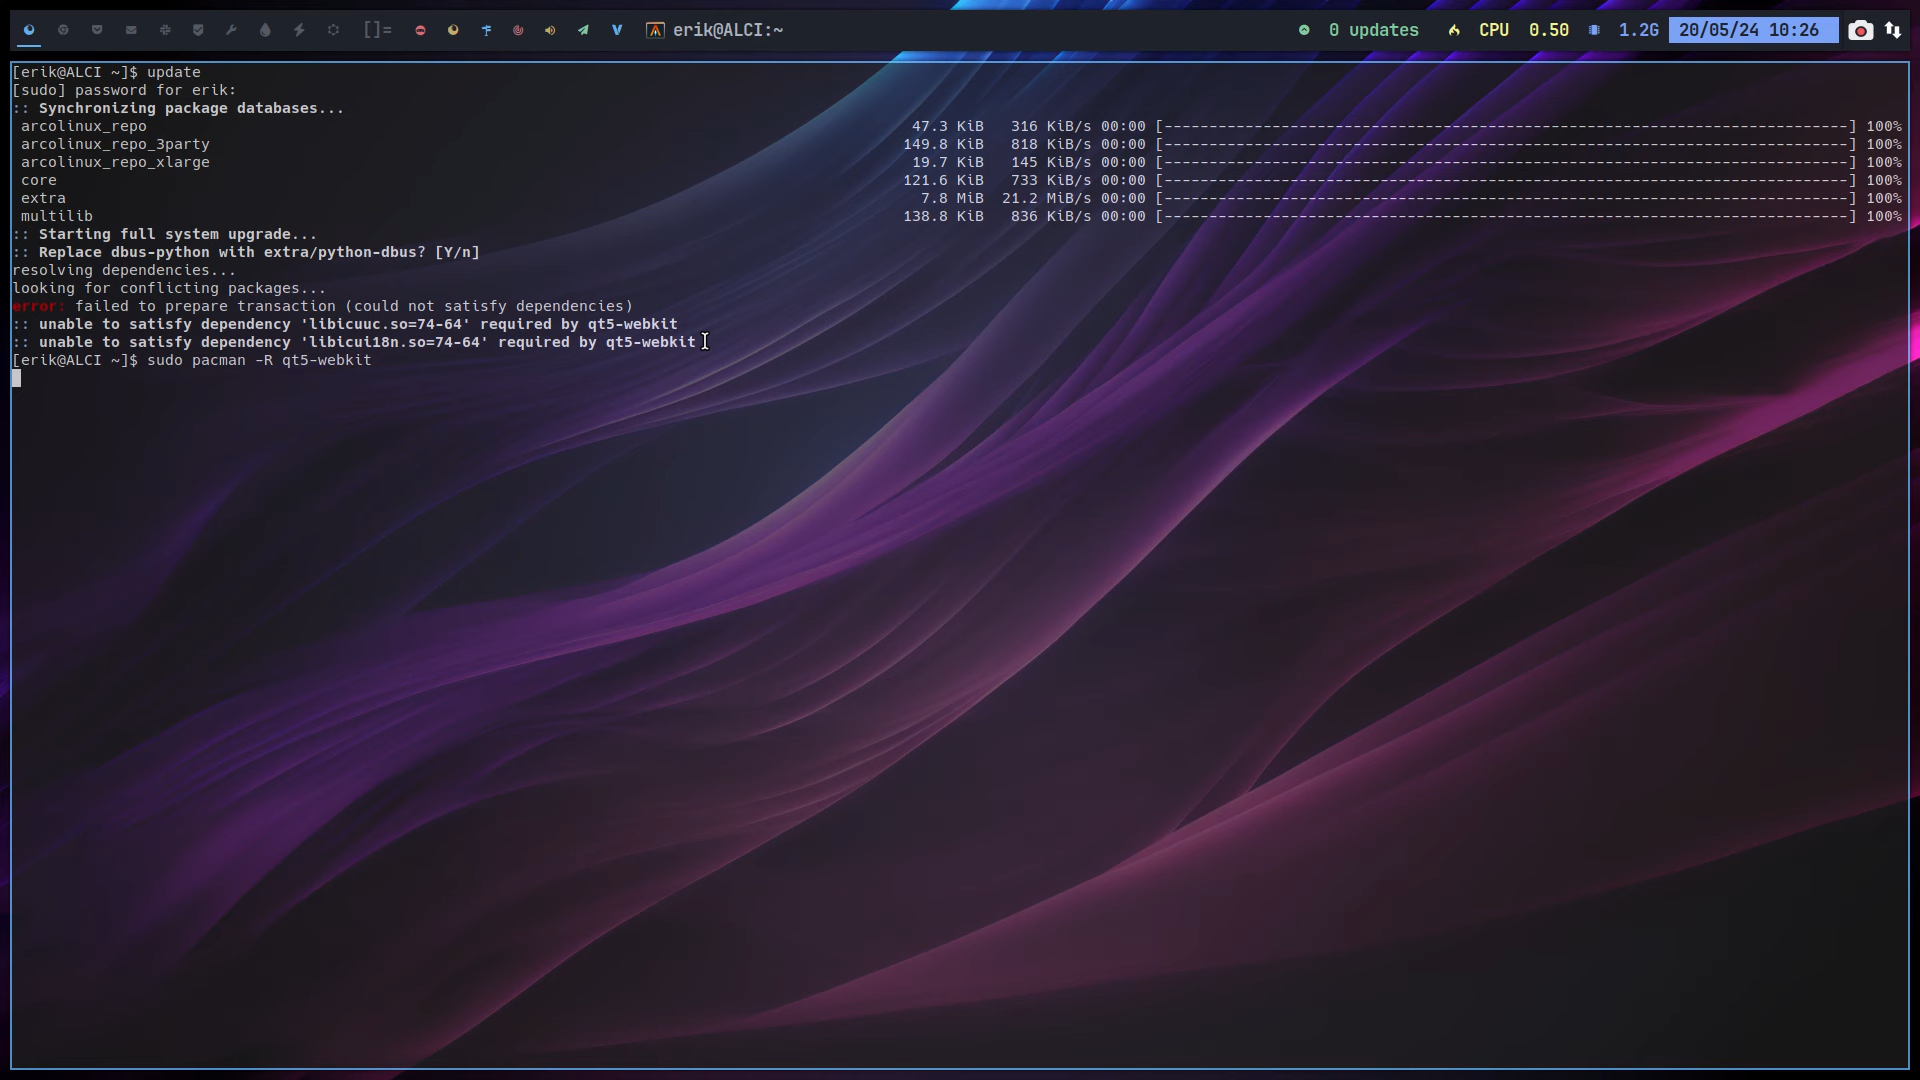 []= erik@ALCI:~ 0 updates CPU 0.50 1.2G 20/05/24 10:26
[erik@ALCI ~]$ update
[sudo] password for erik:
:: Synchronizing package databases...
arcolinux_repo 47.3 KiB 316 KiB/s 00:00 [----------------------------------------------------------------------------] 100%
arcolinux_repo_3party 149.8 KiB 818 KiB/s 00:00 [----------------------------------------------------------------------------] 100%
arcolinux_repo_xlarge 19.7 KiB 145 KiB/s 00:00 [----------------------------------------------------------------------------] 100%
core 121.6 KiB 733 KiB/s 00:00 [----------------------------------------------------------------------------] 100%
extra 7.8 MiB 21.2 MiB/s 00:00 [----------------------------------------------------------------------------] 100%
multilib 138.8 KiB 836 KiB/s 00:00 [----------------------------------------------------------------------------] 100%
:: Starting full system upgrade...
:: Replace dbus-python with extra/python-dbus? [Y/n]
resolving dependencies...
looking for conflicting packages...
error: failed to prepare transaction (could not satisfy dependencies)
:: unable to satisfy dependency 'libicuuc.so=74-64' required by qt5-webkit
:: unable to satisfy dependency 'libicui18n.so=74-64' required by qt5-webkit
[erik@ALCI ~]$ sudo pacman -R qt5-webkit